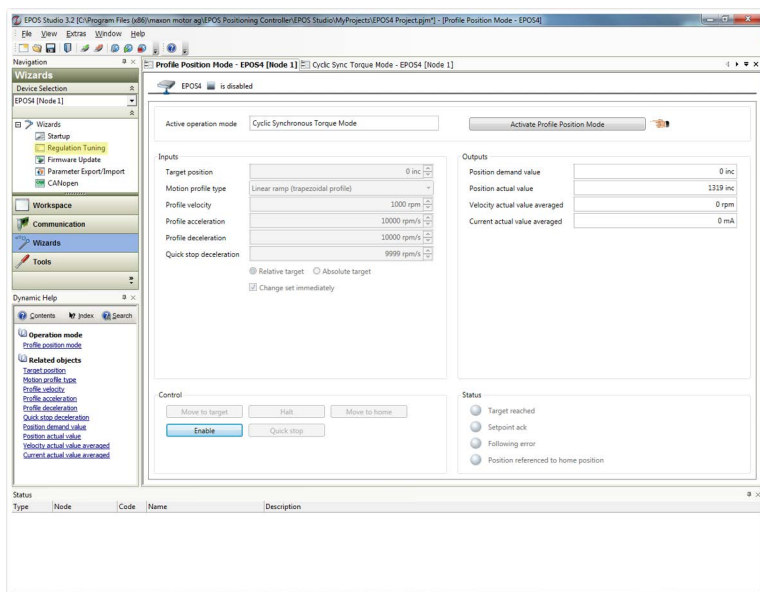 EPOS Studio 3.2 [C:\Program Files (x86)\maxon motor ag\EPOS Positioning Controller\EPOS Studio\MyProjects\EPOS4 Project.pjm*] - [Profile Position Mode - EPOS4]
File View Extras Window Help
Navigation
Wizards
Device Selection
EPOS4 [Node 1]
Wizards
Startup
Regulation Tuning
Firmware Update
Parameter Export/Import
CANopen
Workspace
Communication
Wizards
Tools
Dynamic Help
Contents Index Search
Operation mode
Profile position mode
Related objects
Target position
Motion profile type
Profile velocity
Profile acceleration
Profile deceleration
Quick stop deceleration
Position demand value
Position actual value
Velocity actual value averaged
Current actual value averaged
Profile Position Mode - EPOS4 [Node 1] Cyclic Sync Torque Mode - EPOS4 [Node 1]
EPOS4 is disabled
Active operation mode Cyclic Synchronous Torque Mode Activate Profile Position Mode
Inputs
Target position 0 inc
Motion profile type Linear ramp (trapezoidal profile)
Profile velocity 1000 rpm
Profile acceleration 10000 rpm/s
Profile deceleration 10000 rpm/s
Quick stop deceleration 9999 rpm/s
Relative target Absolute target
Change set immediately
Outputs
Position demand value 0 inc
Position actual value 1319 inc
Velocity actual value averaged 0 rpm
Current actual value averaged 0 mA
Control
Move to target Halt Move to home
Enable Quick stop
Status
Target reached
Setpoint ack
Following error
Position referenced to home position
Status
Type Node Code Name Description